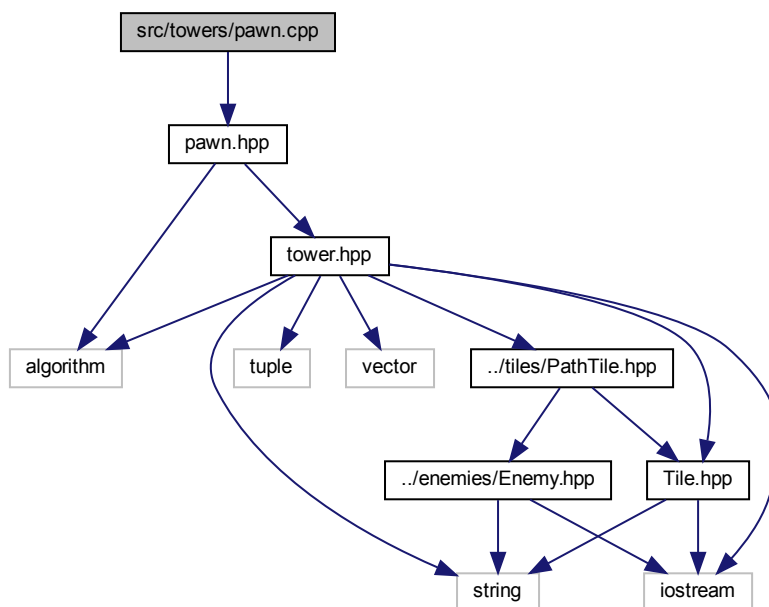 src/towers/pawn.cpp
pawn.hpp
tower.hpp
algorithm
tuple
vector
../tiles/PathTile.hpp
../enemies/Enemy.hpp
Tile.hpp
string
iostream